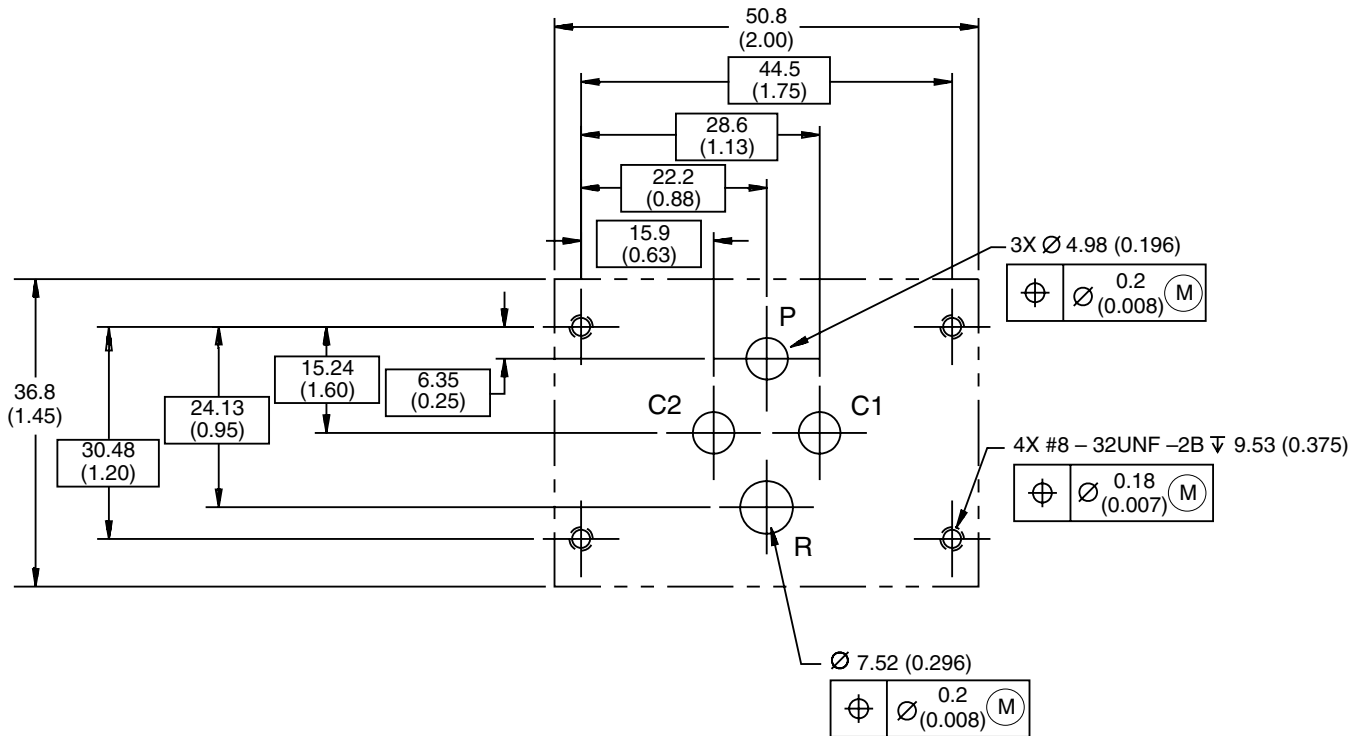 50.8
(2.00)
44.5
(1.75)
28.6
(1.13)
22.2
(0.88)
15.9
(0.63)
3X Ø 4.98 (0.196)
⌖ Ø 0.2
(0.008) Ⓜ
P
15.24
(1.60)
6.35
(0.25)
36.8
(1.45)
24.13
(0.95)
C2
C1
30.48
(1.20)
4X #8 – 32UNF –2B ↧ 9.53 (0.375)
⌖ Ø 0.18
(0.007) Ⓜ
R
Ø 7.52 (0.296)
⌖ Ø 0.2
(0.008) Ⓜ